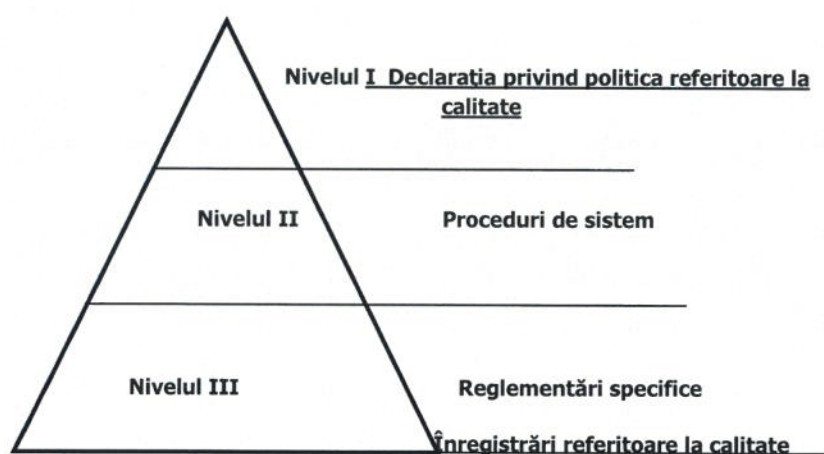 Nivelul I Declarația privind politica referitoare la
calitate
Nivelul II Proceduri de sistem
Nivelul III Reglementări specifice
Înregistrări referitoare la calitate